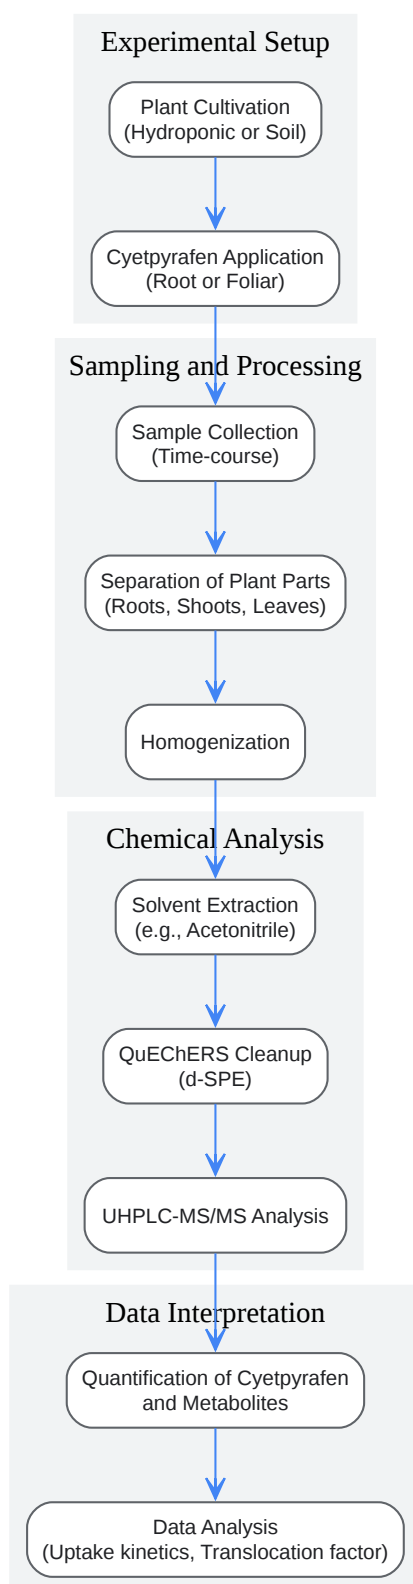 Experimental Setup
Plant Cultivation
(Hydroponic or Soil)
Cyetpyrafen Application
(Root or Foliar)
Sampling and Processing
Sample Collection
(Time-course)
Separation of Plant Parts
(Roots, Shoots, Leaves)
Homogenization
Chemical Analysis
Solvent Extraction
(e.g., Acetonitrile)
QuEChERS Cleanup
(d-SPE)
UHPLC-MS/MS Analysis
Data Interpretation
Quantification of Cyetpyrafen
and Metabolites
Data Analysis
(Uptake kinetics, Translocation factor)